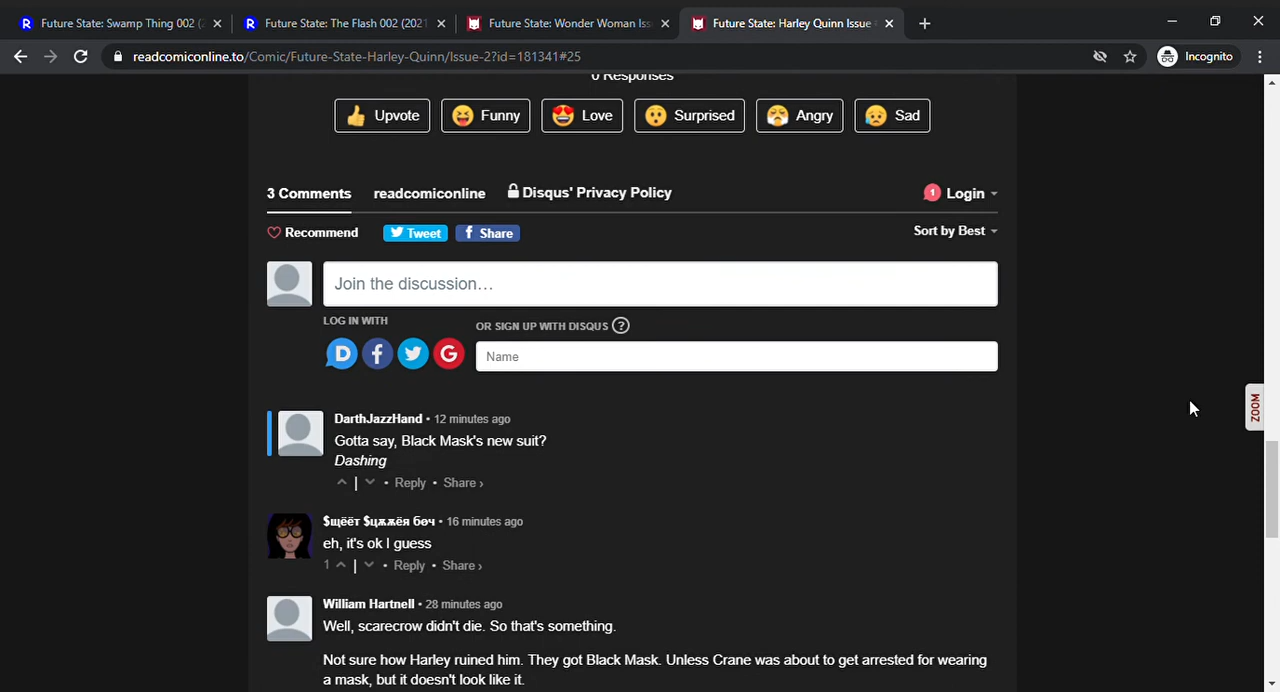 Future State: Swamp Thing 002 (
Future State: The Flash 002 (2021
Future State: Wonder Woman Iss
Future State: Harley Quinn Issue
readcomiconline.to/Comic/Future-State-Harley-Quinn/Issue-2?id=181341#25
Incognito
0 Responses
Upvote Funny Love Surprised Angry Sad
3 Comments readcomiconline Disqus' Privacy Policy 1 Login
Recommend Tweet Share Sort by Best
Join the discussion…
LOG IN WITH OR SIGN UP WITH DISQUS ?
Name
ZOOM
DarthJazzHand • 12 minutes ago
Gotta say, Black Mask's new suit?
Dashing
Reply • Share ›
$щёёт $цжжёя бөч • 16 minutes ago
eh, it's ok I guess
1 Reply • Share ›
William Hartnell • 28 minutes ago
Well, scarecrow didn't die. So that's something.
Not sure how Harley ruined him. They got Black Mask. Unless Crane was about to get arrested for wearing
a mask, but it doesn't look like it.